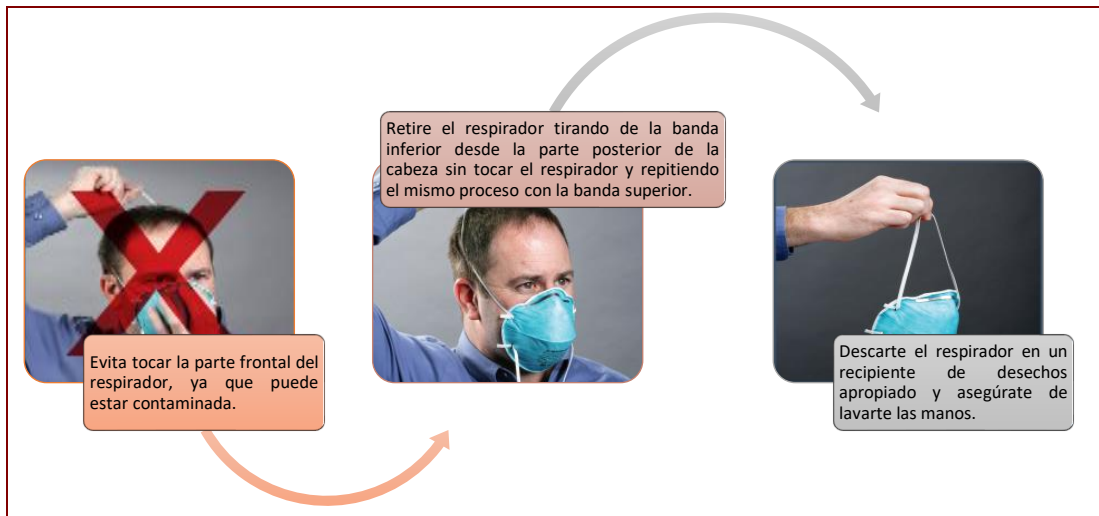 Evita tocar la parte frontal del
respirador, ya que puede
estar contaminada.
Retire el respirador tirando de la banda
inferior desde la parte posterior de la
cabeza sin tocar el respirador y repitiendo
el mismo proceso con la banda superior.
Descarte el respirador en un
recipiente de desechos
apropiado y asegúrate de
lavarte las manos.